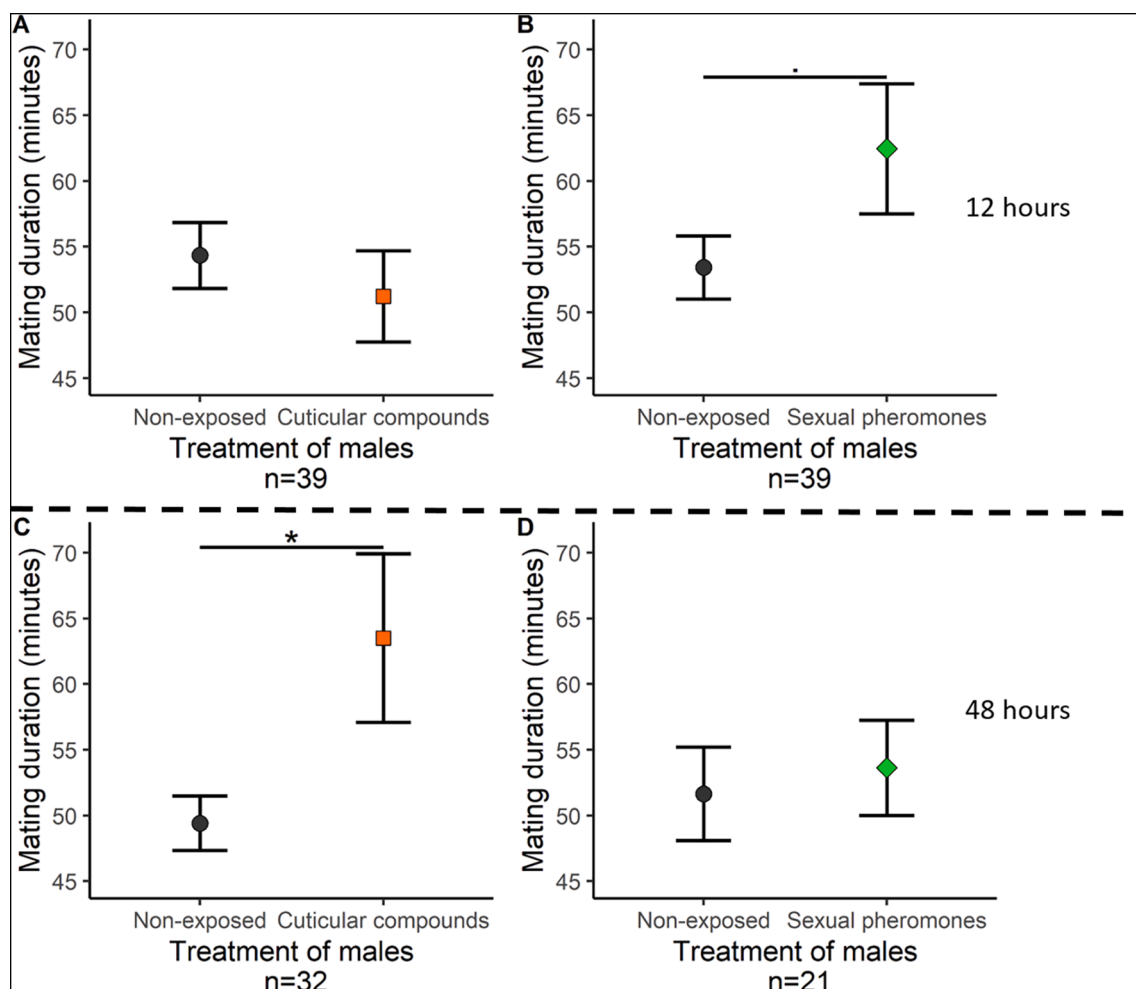 A
Mating duration (minutes)
70
65
60
55
50
45
Non-exposed Cuticular compounds
Treatment of males
n=39
B
Mating duration (minutes)
70
65
60
55
50
45
.
Non-exposed Sexual pheromones
Treatment of males
n=39
12 hours
C
Mating duration (minutes)
70
65
60
55
50
45
*
Non-exposed Cuticular compounds
Treatment of males
n=32
D
Mating duration (minutes)
70
65
60
55
50
45
Non-exposed Sexual pheromones
Treatment of males
n=21
48 hours